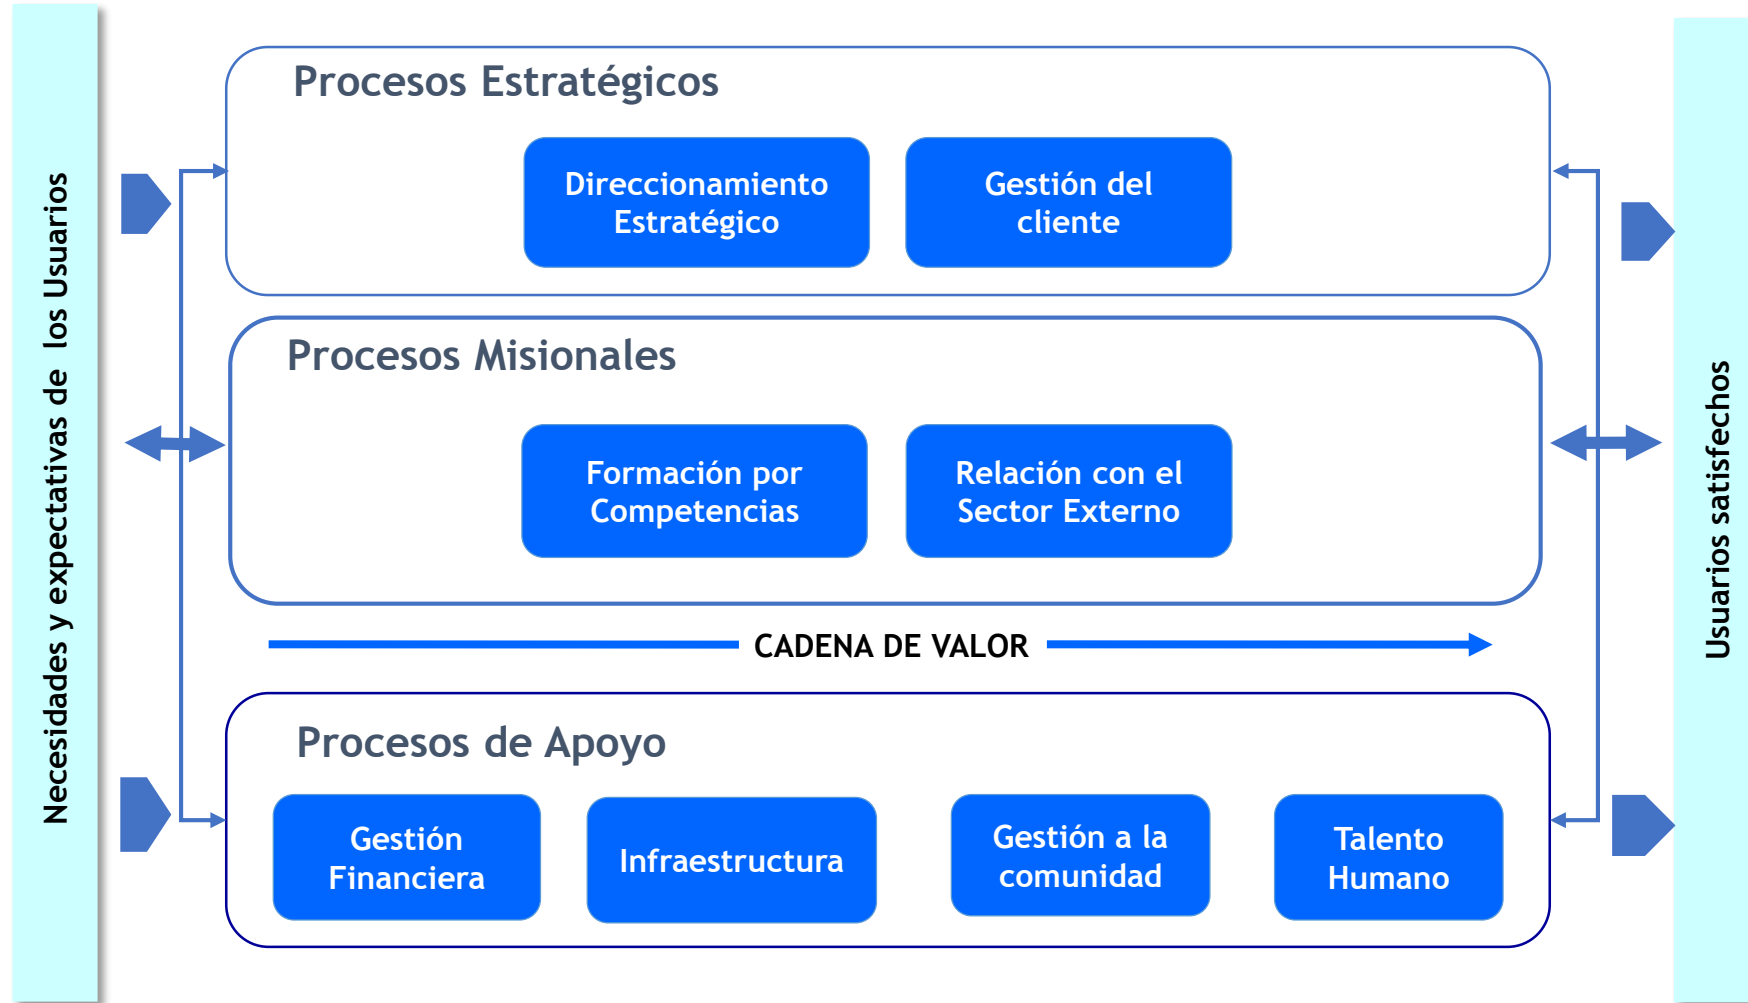 Necesidades y expectativas de los Usuarios
Procesos Estratégicos
Direccionamiento
Estratégico
Gestión del
cliente
Procesos Misionales
Formación por
Competencias
Relación con el
Sector Externo
CADENA DE VALOR
Procesos de Apoyo
Gestión
Financiera
Infraestructura
Gestión a la
comunidad
Talento
Humano
Usuarios satisfechos